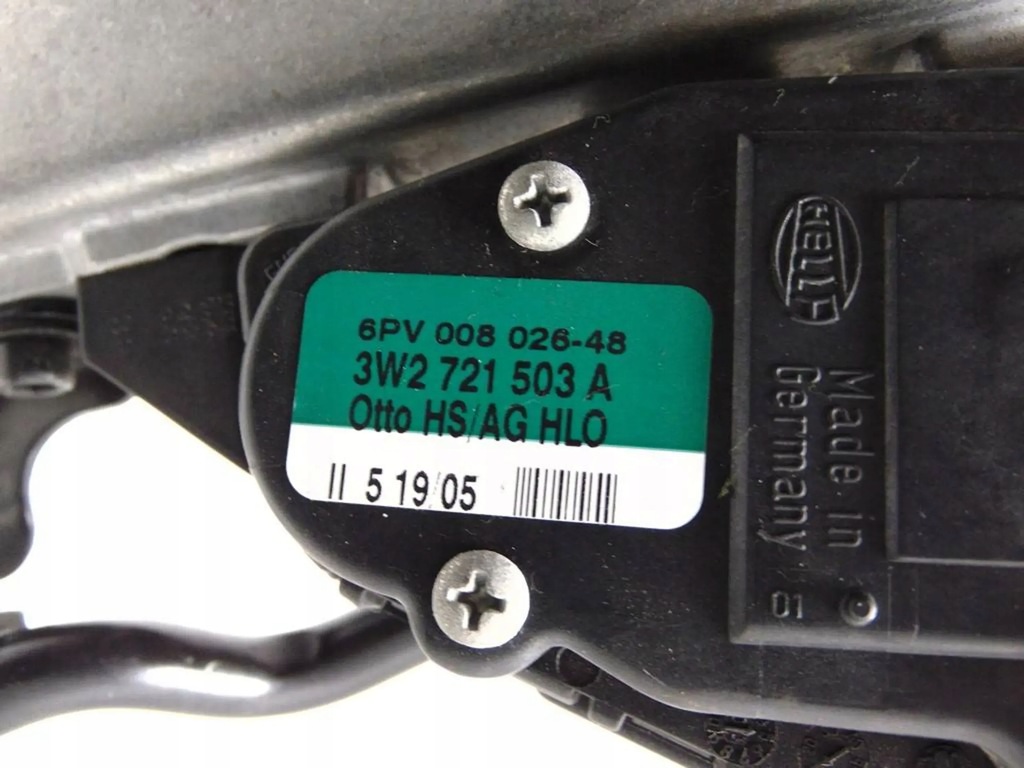 6PV 008 026-48
3W2 721 503 A
Otto HS/AG HLO
II 5 19/05
HELLA
Made in
Germany